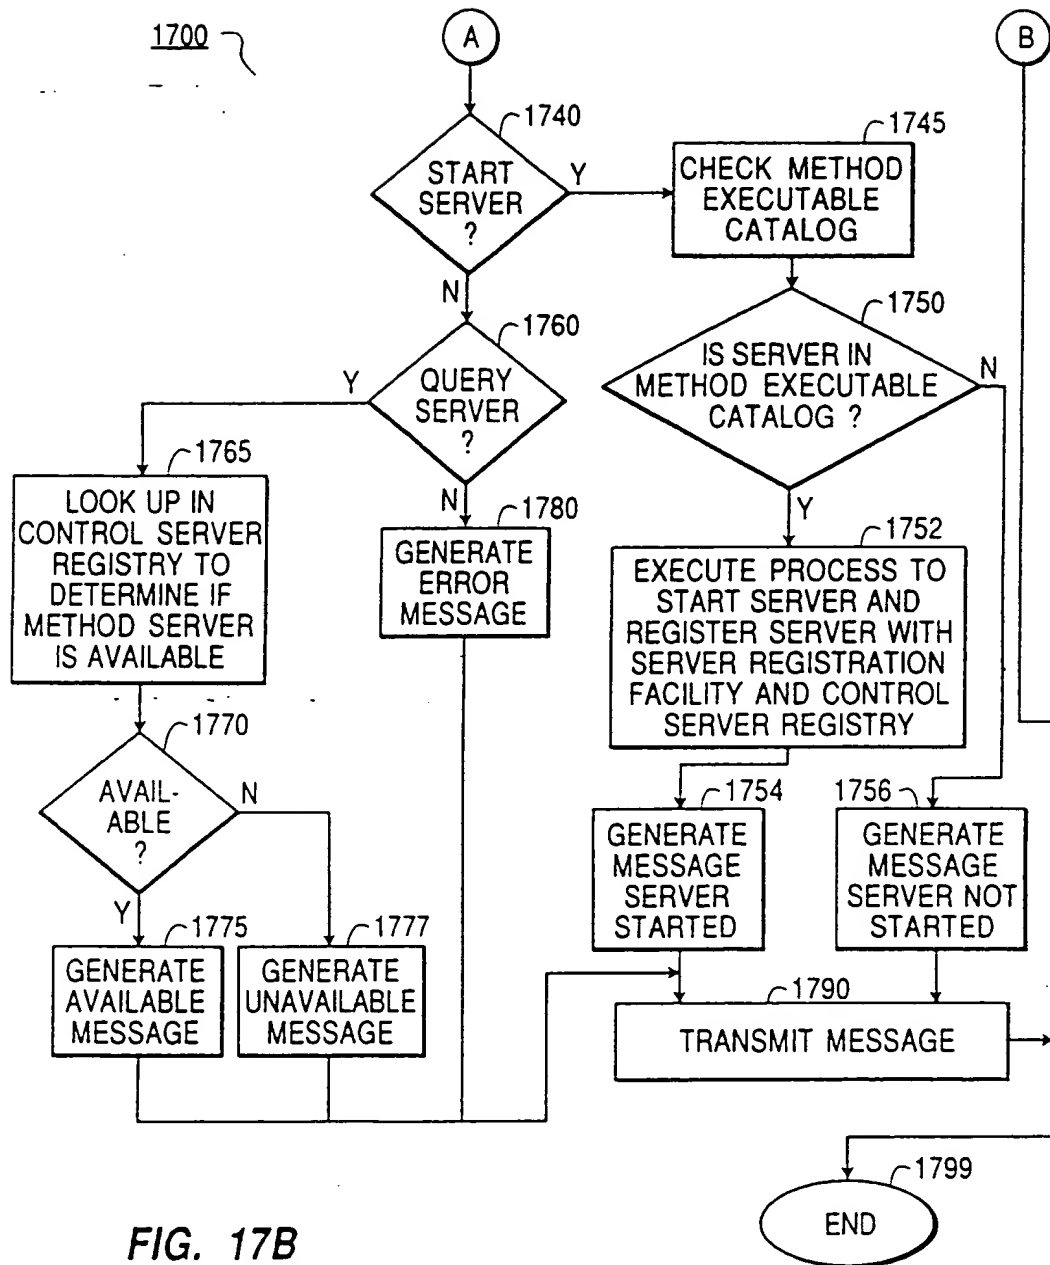 1700
A
B
1740
START
SERVER
?
Y
N
1745
CHECK METHOD
EXECUTABLE
CATALOG
1750
IS SERVER IN
METHOD EXECUTABLE
CATALOG ?
N
Y
1760
QUERY
SERVER
?
Y
N
1765
LOOK UP IN
CONTROL SERVER
REGISTRY TO
DETERMINE IF
METHOD SERVER
IS AVAILABLE
1780
GENERATE
ERROR
MESSAGE
1752
EXECUTE PROCESS TO
START SERVER AND
REGISTER SERVER WITH
SERVER REGISTRATION
FACILITY AND CONTROL
SERVER REGISTRY
1770
AVAIL-
ABLE
?
N
Y
1754
GENERATE
MESSAGE
SERVER
STARTED
1756
GENERATE
MESSAGE
SERVER NOT
STARTED
1775
GENERATE
AVAILABLE
MESSAGE
1777
GENERATE
UNAVAILABLE
MESSAGE
1790
TRANSMIT MESSAGE
1799
END
FIG. 17B